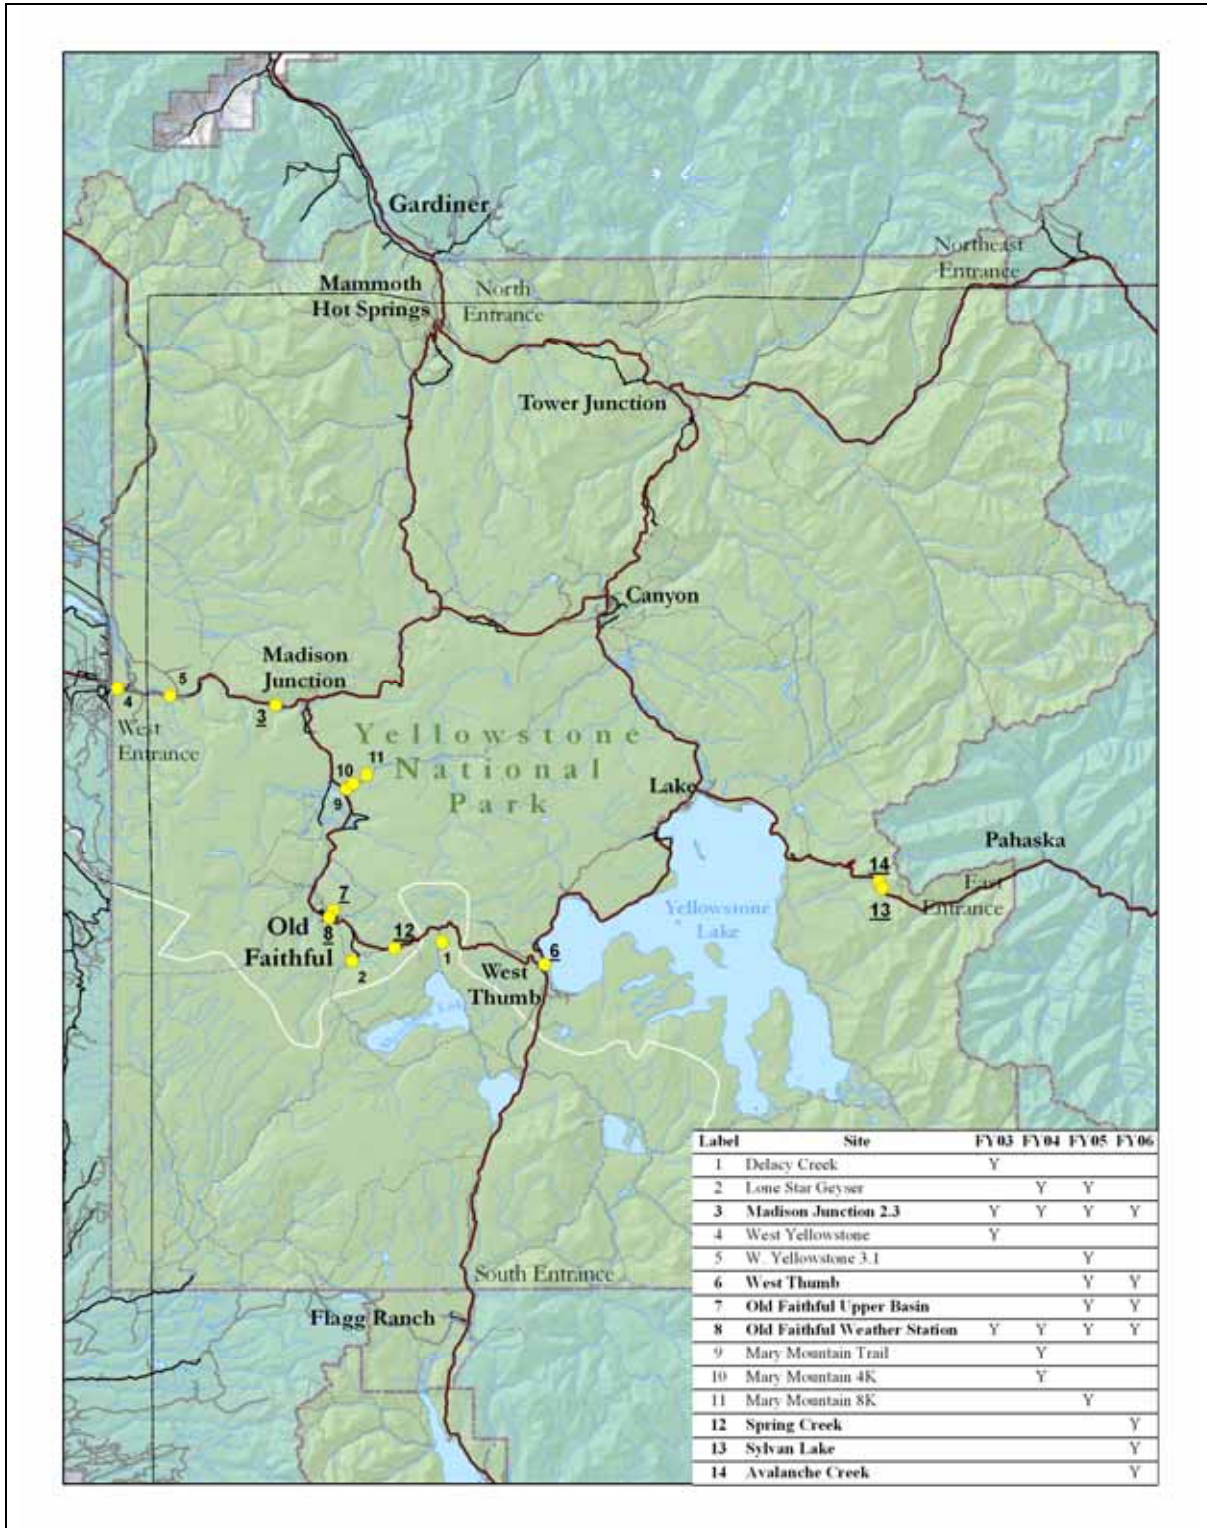 Gardiner
Northeast
Entrance
Mammoth
Hot Springs
North
Entrance
Tower Junction
Canyon
Madison
Junction
5
4
3
West
Entrance
Yellowstone
National
Park
11
10
9
Lake
Pahaska
14
East
Entrance
13
7
8
Old
Faithful
12
2
1
Yellowstone
Lake
6
West
Thumb
Lake
South Entrance
Flagg Ranch
Label Site FY03 FY04 FY05 FY06
1 Delacy Creek Y
2 Lone Star Geyser Y Y
3 Madison Junction 2.3 Y Y Y Y
4 West Yellowstone Y
5 W. Yellowstone 3.1 Y
6 West Thumb Y Y
7 Old Faithful Upper Basin Y Y
8 Old Faithful Weather Station Y Y Y Y
9 Mary Mountain Trail Y
10 Mary Mountain 4K Y
11 Mary Mountain 8K Y
12 Spring Creek Y
13 Sylvan Lake Y
14 Avalanche Creek Y